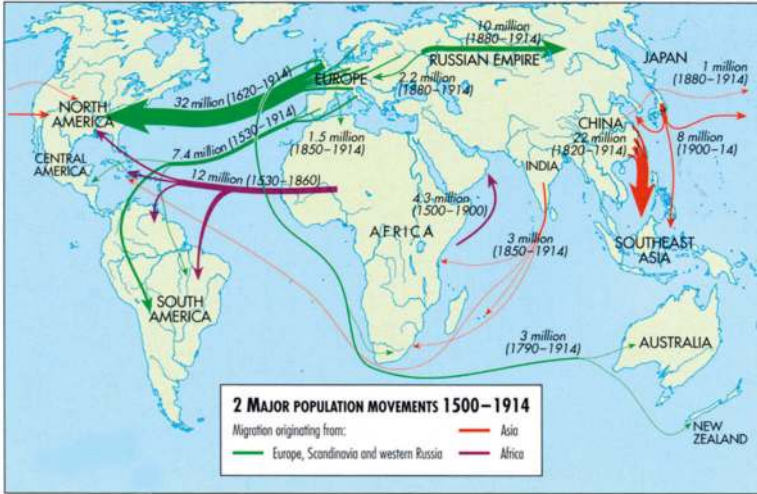 10 million
(1880–1914)
RUSSIAN EMPIRE
JAPAN
1 million
(1880–1914)
EUROPE
2.2 million
(1880–1914)
32 million (1620–1914)
NORTH
AMERICA
CHINA
22 million
(1820–1914)
8 million
(1900–14)
7.4 million (1530–1914)
1.5 million
(1850–1914)
CENTRAL
AMERICA
INDIA
12 million (1530–1860)
4.3 million
(1500–1900)
AFRICA
3 million
(1850–1914)
SOUTHEAST
ASIA
SOUTH
AMERICA
3 million
(1790–1914)
AUSTRALIA
NEW
ZEALAND
2 MAJOR POPULATION MOVEMENTS 1500–1914
Migration originating from:
Asia
Europe, Scandinavia and western Russia
Africa